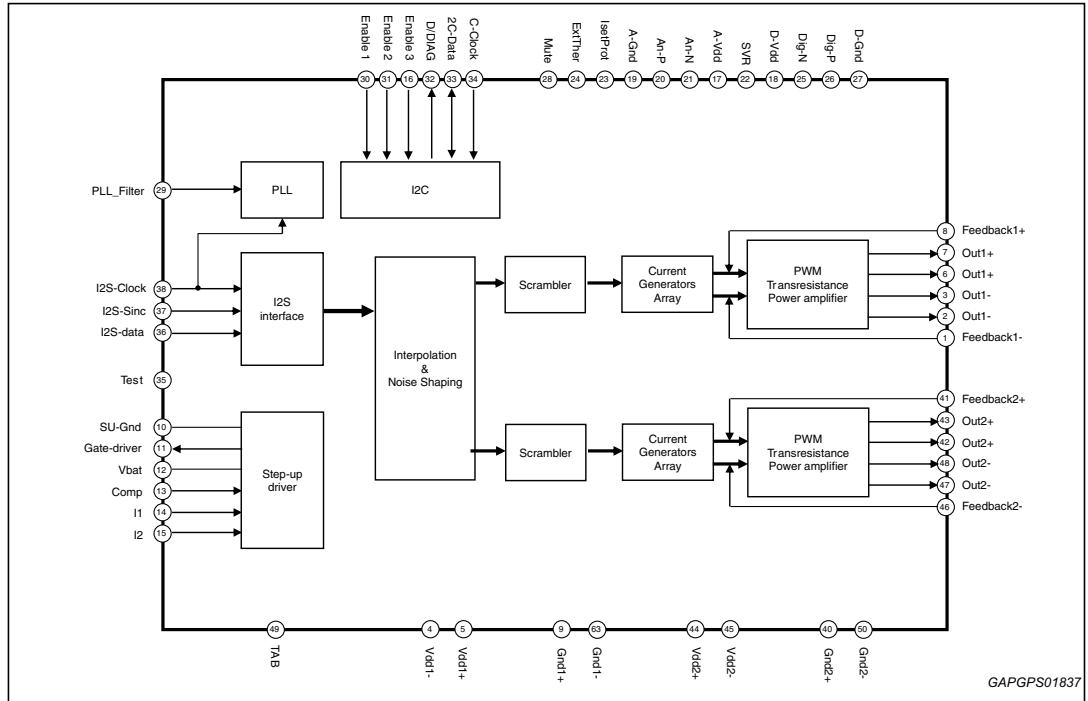 Enable 1
Enable 2
Enable 3
D/DIAG
2C-Data
C-Clock
Mute
ExtTher
IsetProt
A-Gnd
An-P
An-N
A-Vdd
SVR
D-Vdd
Dig-N
Dig-P
D-Gnd
30
31
16
32
33
34
28
24
23
19
20
21
17
22
18
25
26
27
PLL_Filter
29
PLL
I2C
I2S-Clock
38
I2S-Sinc
37
I2S-data
36
I2S
interface
Test
35
SU-Gnd
10
Gate-driver
11
Vbat
12
Comp
13
I1
14
I2
15
Step-up
driver
Interpolation
&
Noise Shaping
Scrambler
Current
Generators
Array
PWM
Transresistance
Power amplifier
8
Feedback1+
7
Out1+
6
Out1+
3
Out1-
2
Out1-
1
Feedback1-
Scrambler
Current
Generators
Array
PWM
Transresistance
Power amplifier
41
Feedback2+
43
Out2+
42
Out2+
48
Out2-
47
Out2-
46
Feedback2-
49
4
5
9
63
44
45
40
50
TAB
Vdd1-
Vdd1+
Gnd1+
Gnd1-
Vdd2+
Vdd2-
Gnd2+
Gnd2-
GAPGPS01837